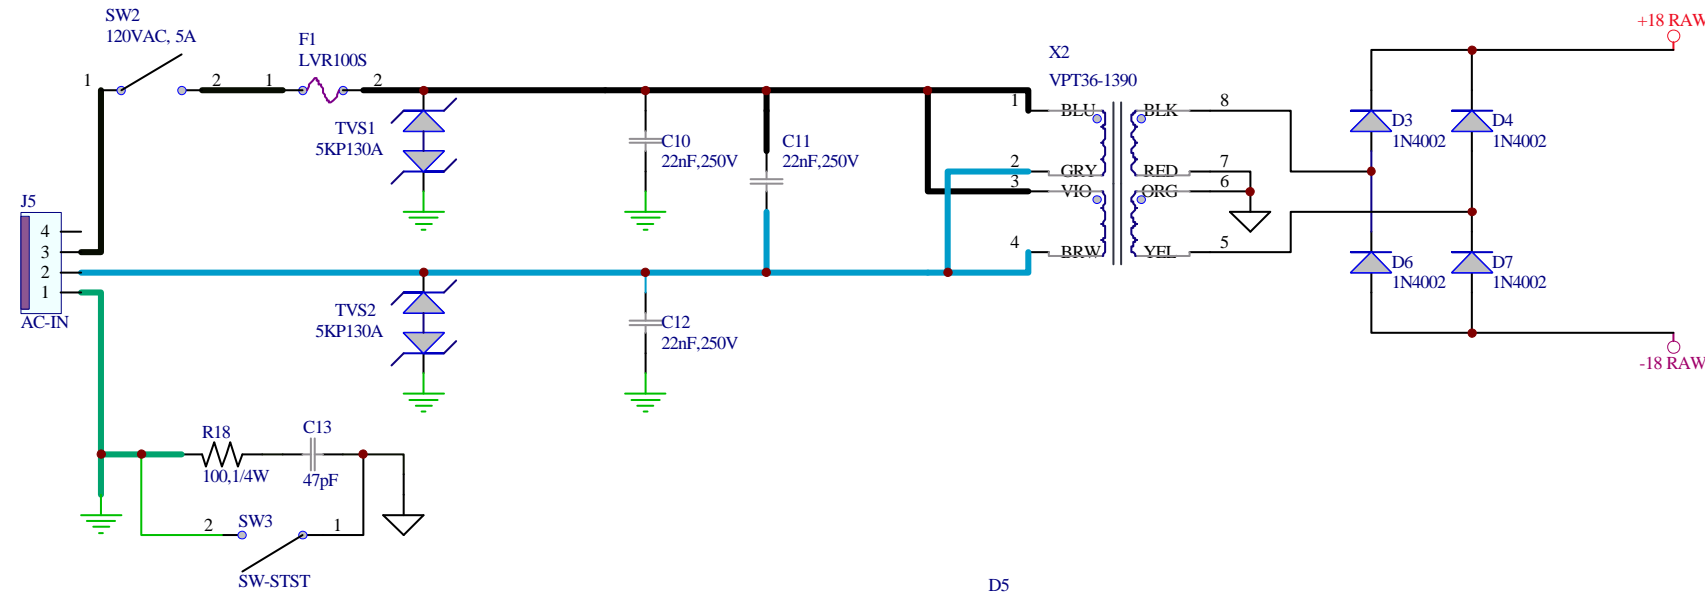 SW2
120VAC, 5A
1
2
F1
LVR100S
1
2
TVS1
5KP130A
C10
22nF,250V
C11
22nF,250V
X2
VPT36-1390
1
BLU
2
GRY
3
VIO
4
BRW
BLK
8
RED
7
ORG
6
YEL
5
D3
1N4002
D4
1N4002
D6
1N4002
D7
1N4002
+18 RAW
-18 RAW
J5
4
3
2
1
AC-IN
TVS2
5KP130A
C12
22nF,250V
R18
100,1/4W
C13
47pF
2
SW3
1
SW-STST
D5